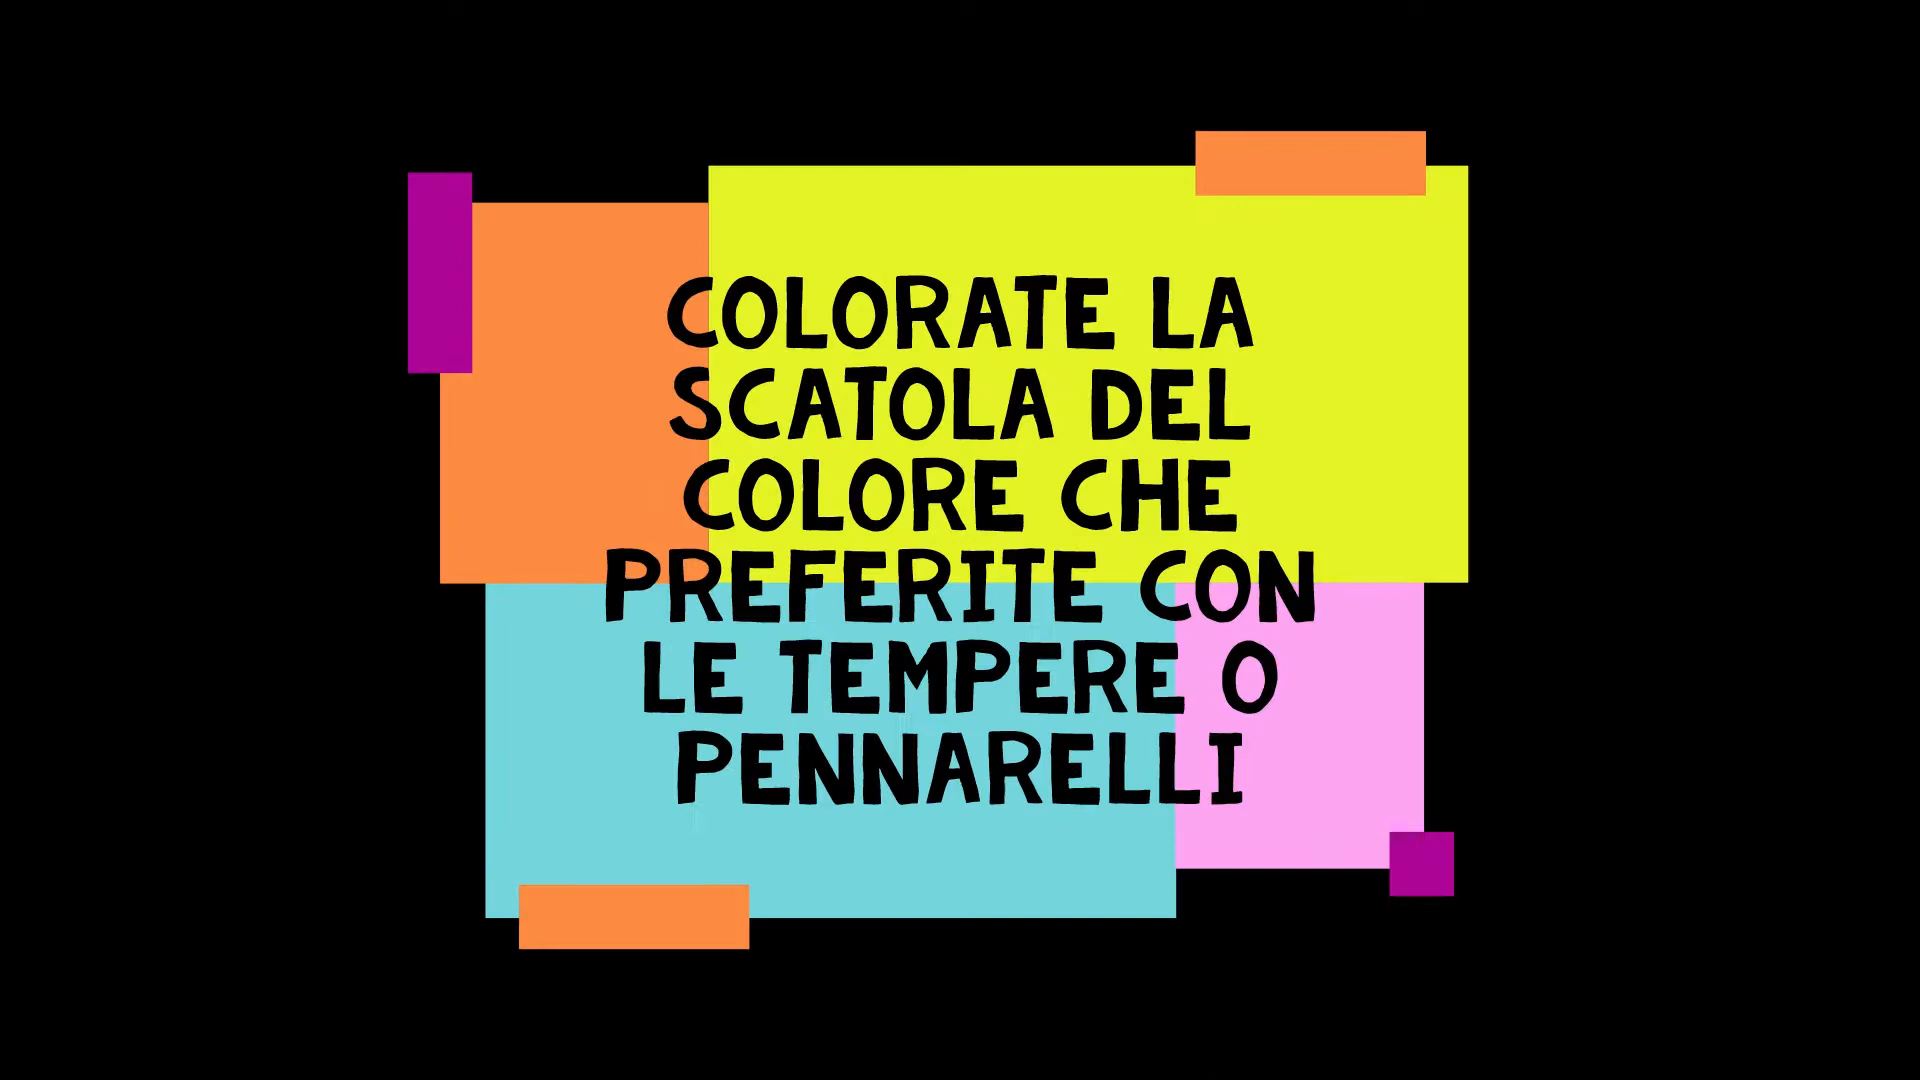 COLORATE LA
SCATOLA DEL
COLORE CHE
PREFERITE CON
LE TEMPERE O
PENNARELLI